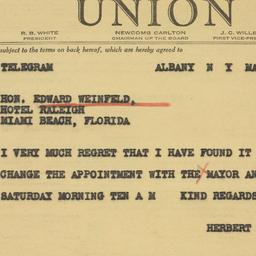 UNION
R. B. WHITE NEWCOMB CARLTON J. C. WILLE
PRESIDENT CHAIRMAN OF THE BOARD FIRST VICE-PRES
subject to the terms on back hereof, which are hereby agreed to
TELEGRAM ALBANY N Y MA
HON. EDWARD WEINFELD,
HOTEL RALEIGH
MIAMI BEACH, FLORIDA
I VERY MUCH REGRET THAT I HAVE FOUND IT
CHANGE THE APPOINTMENT WITH THE MAYOR AN
SATURDAY MORNING TEN A M KIND REGARDS
HERBERT